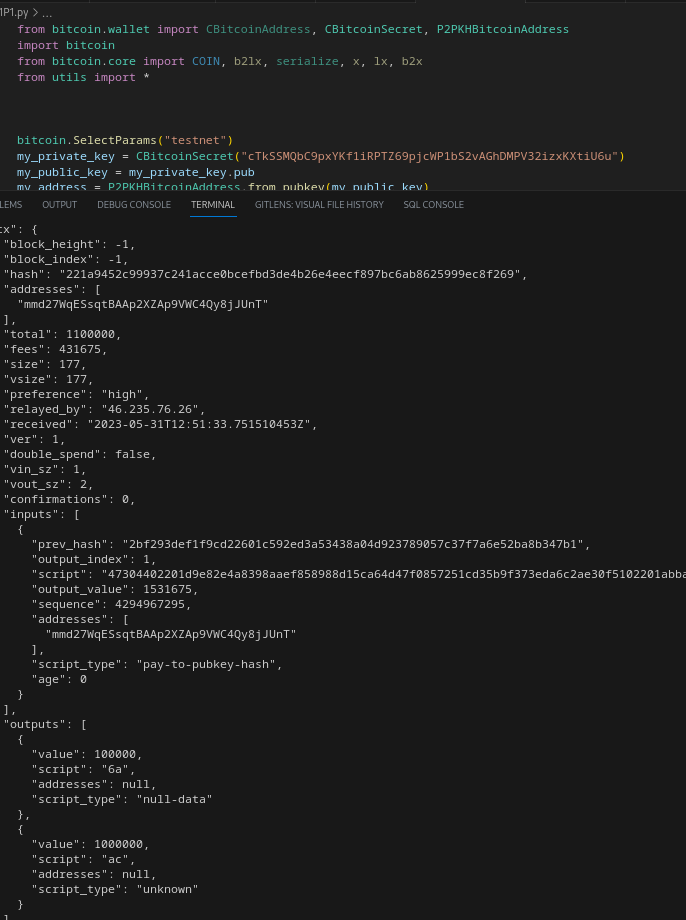 1P1.py > ...
from bitcoin.wallet import CBitcoinAddress, CBitcoinSecret, P2PKHBitcoinAddress
import bitcoin
from bitcoin.core import COIN, b2lx, serialize, x, lx, b2x
from utils import *
bitcoin.SelectParams("testnet")
my_private_key = CBitcoinSecret("cTkSSMQbC9pxYKf1iRPTZ69pjcWP1bS2vAGhDMPV32izxKXtiU6u")
my_public_key = my_private_key.pub
my_address = P2PKHBitcoinAddress.from_pubkey(my_public_key)
LEMS OUTPUT DEBUG CONSOLE TERMINAL GITLENS: VISUAL FILE HISTORY SQL CONSOLE
tx": {
"block_height": -1,
"block_index": -1,
"hash": "221a9452c99937c241acce0bcefbd3de4b26e4eecf897bc6ab8625999ec8f269",
"addresses": [
"mmd27WqESsqtBAAp2XZAp9VWC4Qy8jJUnT"
],
"total": 1100000,
"fees": 431675,
"size": 177,
"vsize": 177,
"preference": "high",
"relayed_by": "46.235.76.26",
"received": "2023-05-31T12:51:33.751510453Z",
"ver": 1,
"double_spend": false,
"vin_sz": 1,
"vout_sz": 2,
"confirmations": 0,
"inputs": [
{
"prev_hash": "2bf293def1f9cd22601c592ed3a53438a04d923789057c37f7a6e52ba8b347b1",
"output_index": 1,
"script": "47304402201d9e82e4a8398aaef858988d15ca64d47f0857251cd35b9f373eda6c2ae30f5102201abba
"output_value": 1531675,
"sequence": 4294967295,
"addresses": [
"mmd27WqESsqtBAAp2XZAp9VWC4Qy8jJUnT"
],
"script_type": "pay-to-pubkey-hash",
"age": 0
}
],
"outputs": [
{
"value": 100000,
"script": "6a",
"addresses": null,
"script_type": "null-data"
},
{
"value": 1000000,
"script": "ac",
"addresses": null,
"script_type": "unknown"
}
]